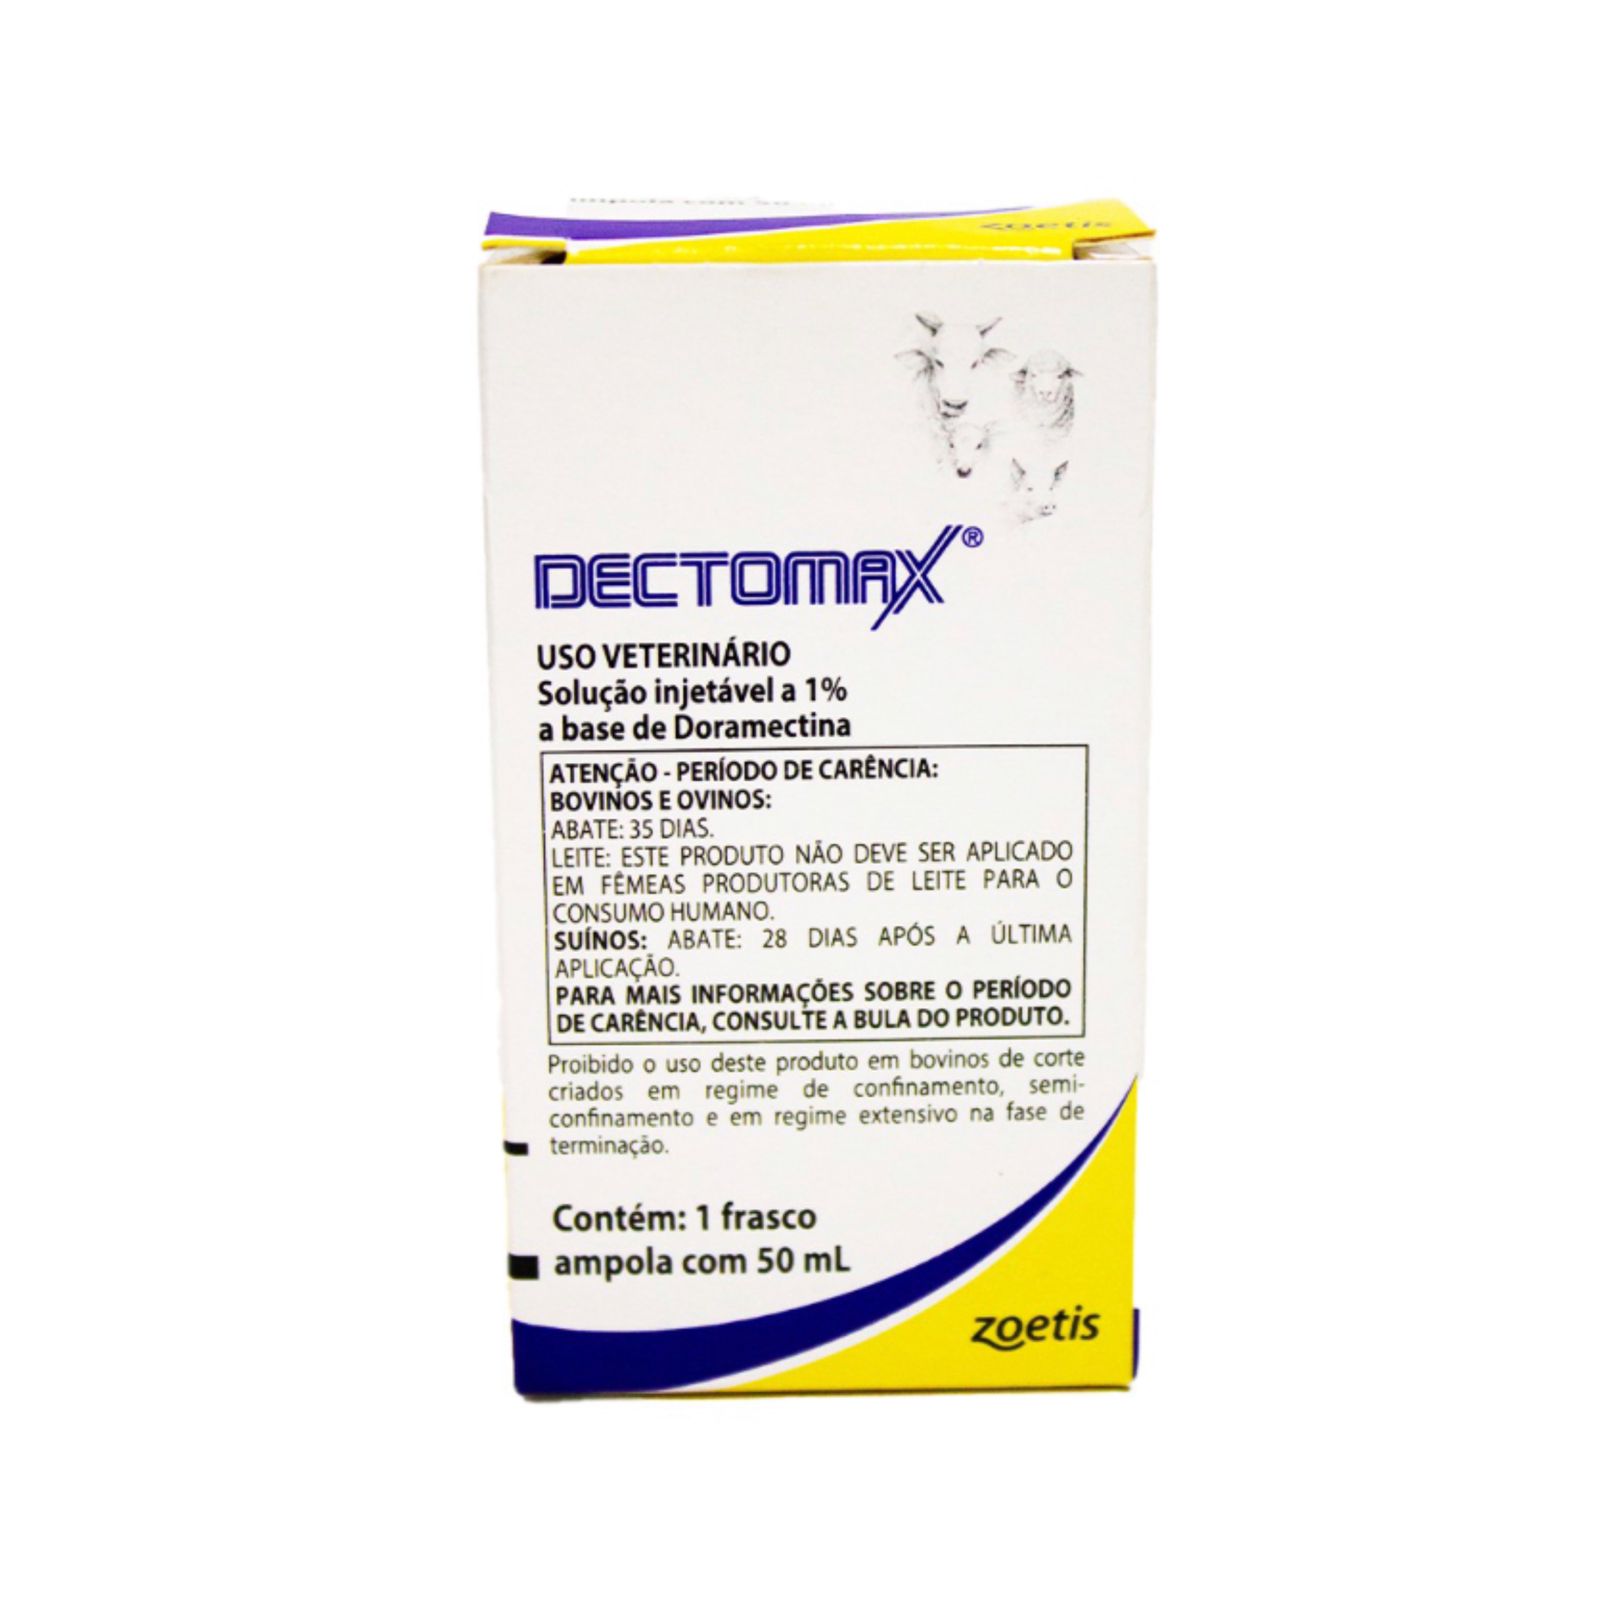 zoetis
DECTOMAX®
USO VETERINÁRIO
Solução injetável a 1%
a base de Doramectina
ATENÇÃO - PERÍODO DE CARÊNCIA:
BOVINOS E OVINOS:
ABATE: 35 DIAS.
LEITE: ESTE PRODUTO NÃO DEVE SER APLICADO
EM FÊMEAS PRODUTORAS DE LEITE PARA O
CONSUMO HUMANO.
SUÍNOS: ABATE: 28 DIAS APÓS A ÚLTIMA
APLICAÇÃO.
PARA MAIS INFORMAÇÕES SOBRE O PERÍODO
DE CARÊNCIA, CONSULTE A BULA DO PRODUTO.
Proibido o uso deste produto em bovinos de corte
criados em regime de confinamento, semi-
confinamento e em regime extensivo na fase de
terminação.
Contém: 1 frasco
ampola com 50 mL
zoetis